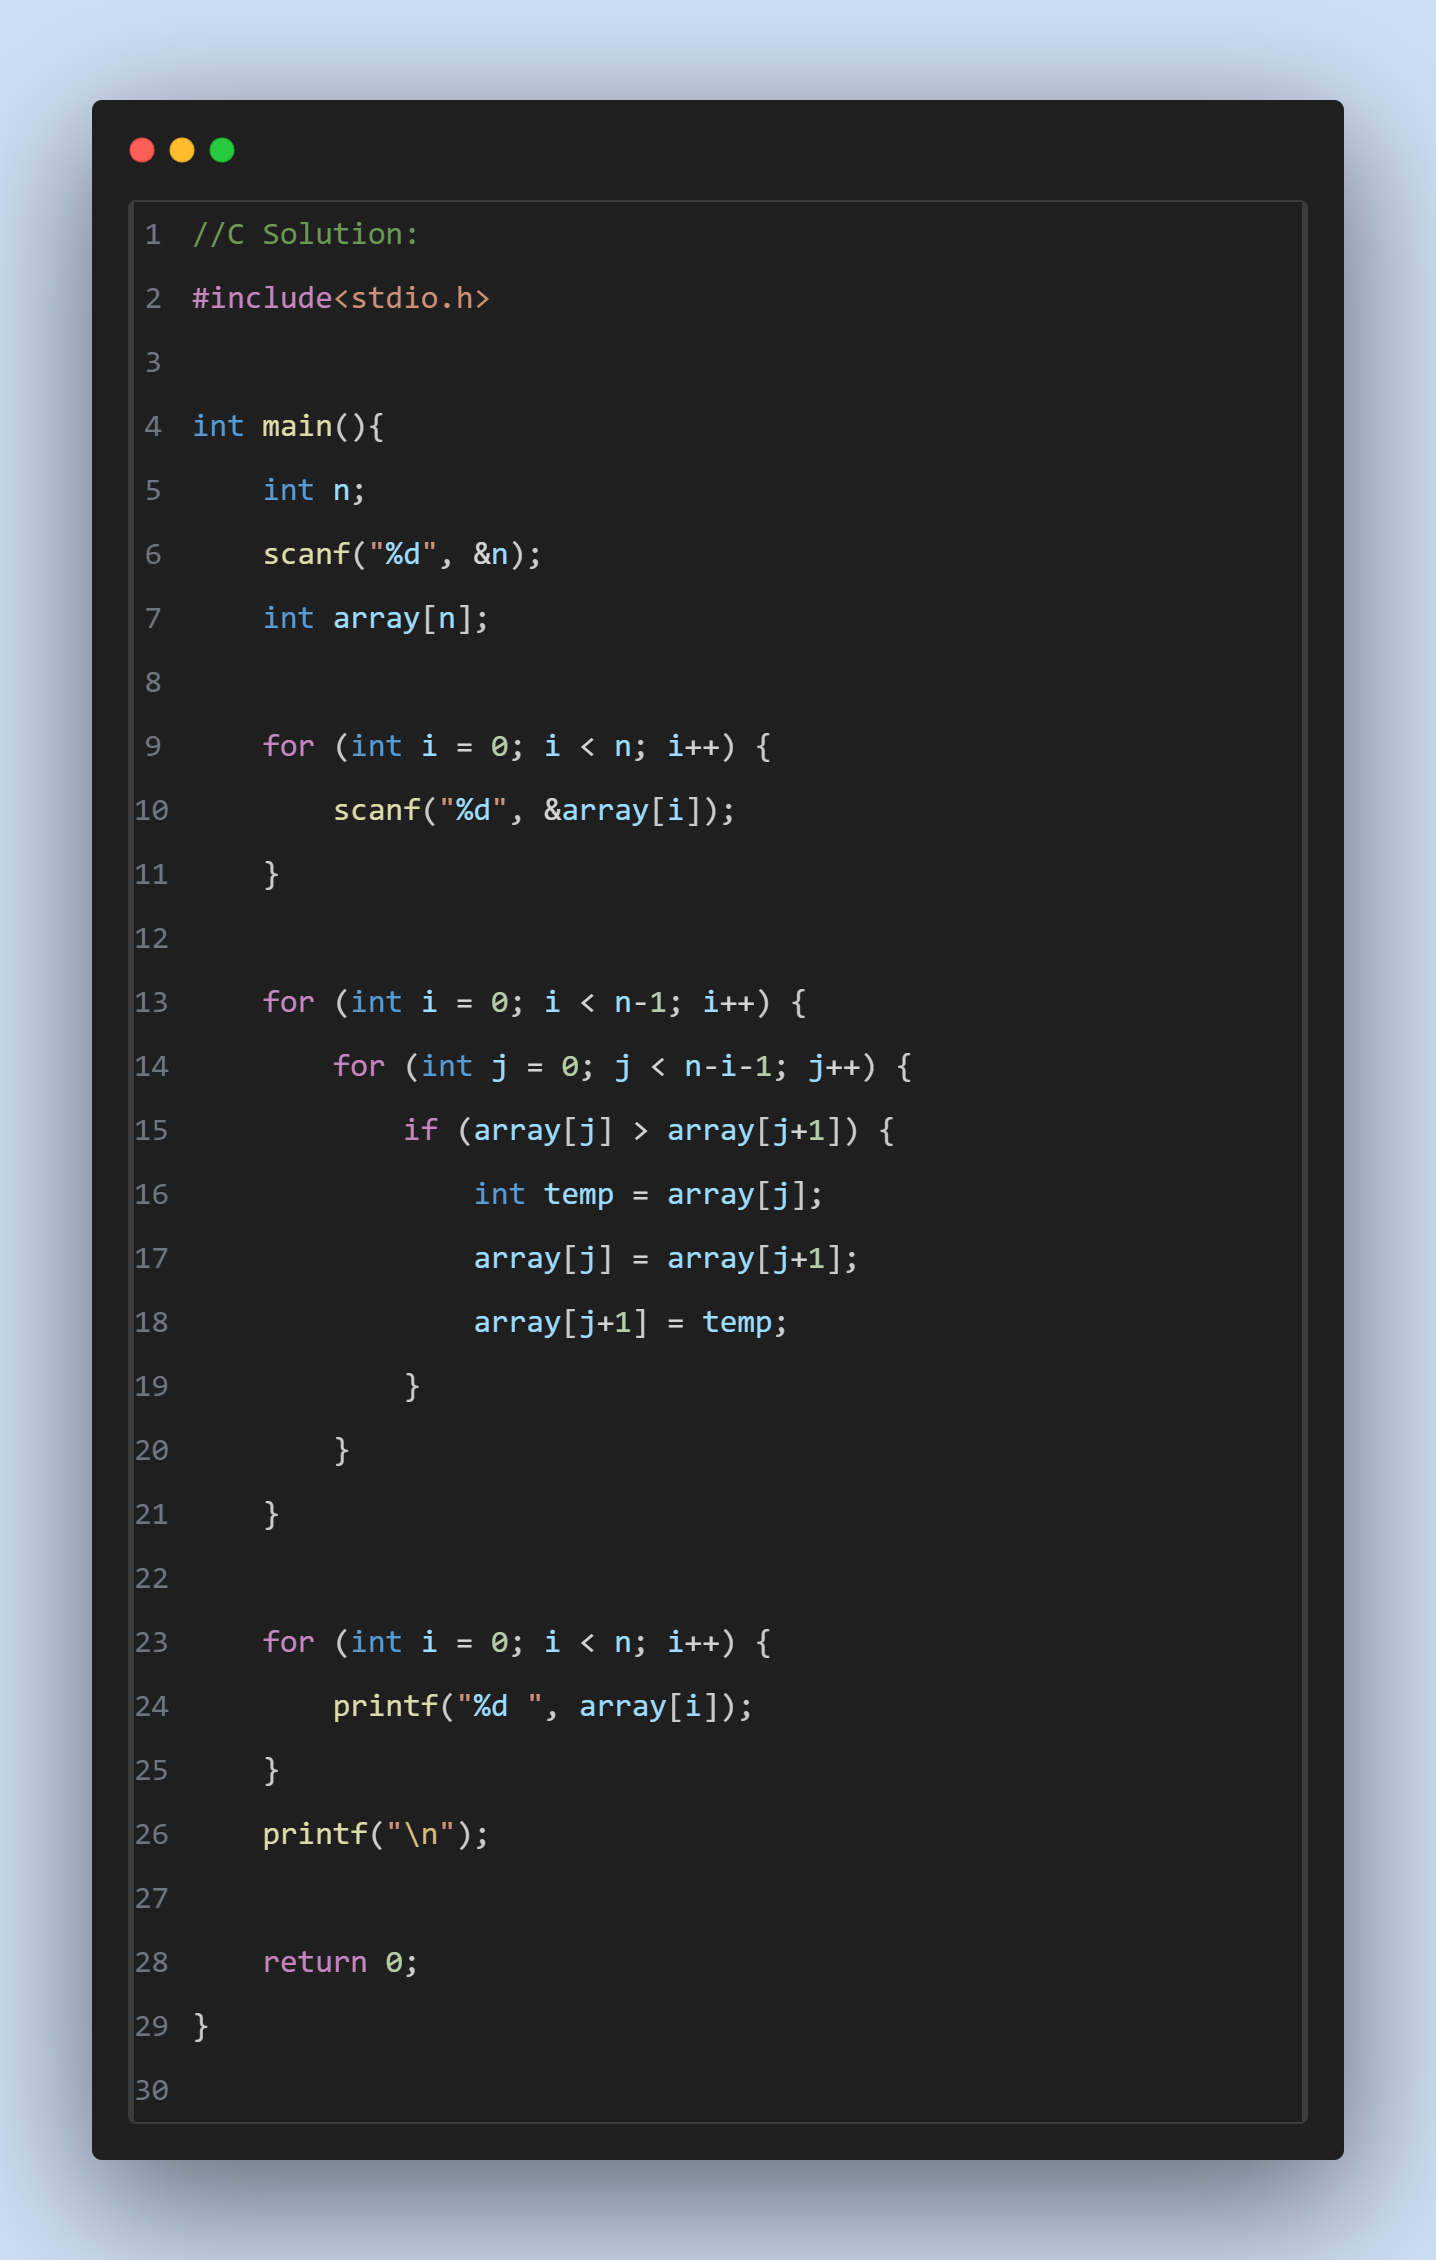 1 //C Solution:
2 #include<stdio.h>
3
4 int main(){
5     int n;
6     scanf("%d", &n);
7     int array[n];
8
9     for (int i = 0; i < n; i++) {
10         scanf("%d", &array[i]);
11     }
12
13     for (int i = 0; i < n-1; i++) {
14         for (int j = 0; j < n-i-1; j++) {
15             if (array[j] > array[j+1]) {
16                 int temp = array[j];
17                 array[j] = array[j+1];
18                 array[j+1] = temp;
19             }
20         }
21     }
22
23     for (int i = 0; i < n; i++) {
24         printf("%d ", array[i]);
25     }
26     printf("\n");
27
28     return 0;
29 }
30